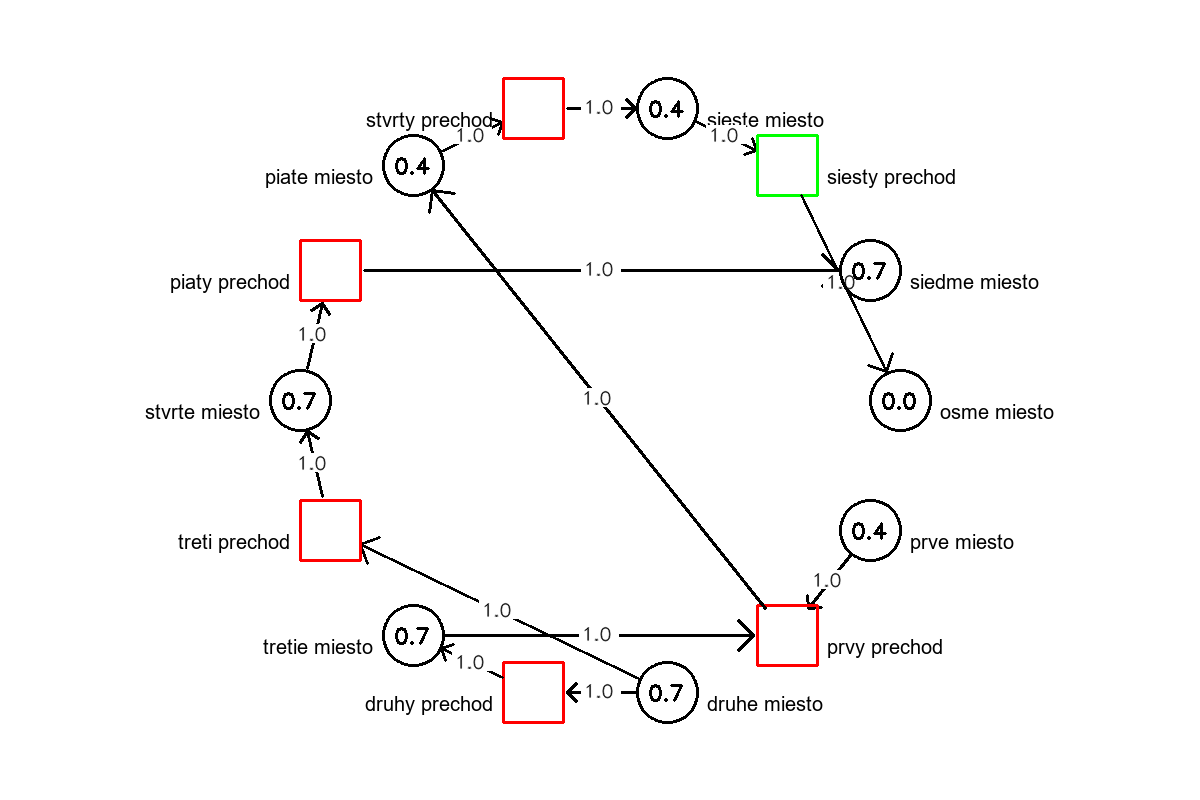 1.0
0.4
stvrty prechod
sieste miesto
1.0
1.0
0.4
piate miesto
siesty prechod
1.0
0.7
piaty prechod
siedme miesto
1.0
1.0
1.0
0.7
0.0
stvrte miesto
osme miesto
1.0
0.4
treti prechod
prve miesto
1.0
1.0
0.7
1.0
tretie miesto
prvy prechod
1.0
1.0
0.7
druhy prechod
druhe miesto